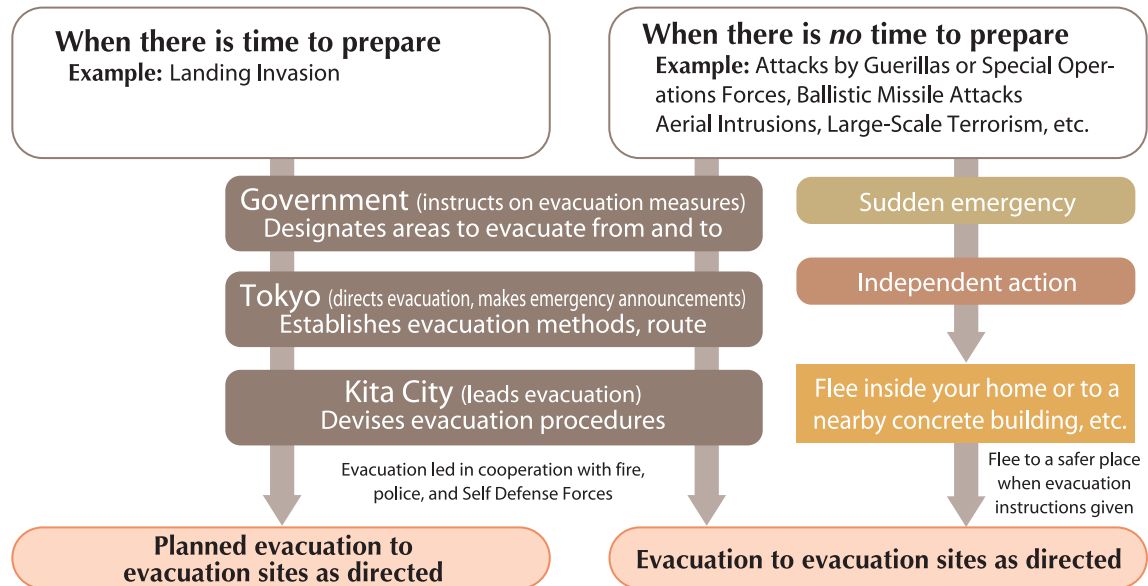 When there is time to prepare
Example: Landing Invasion
When there is no time to prepare
Example: Attacks by Guerillas or Special Oper-
ations Forces, Ballistic Missile Attacks
Aerial Intrusions, Large-Scale Terrorism, etc.
Government (instructs on evacuation measures)
Designates areas to evacuate from and to
Tokyo (directs evacuation, makes emergency announcements)
Establishes evacuation methods, route
Kita City (leads evacuation)
Devises evacuation procedures
Evacuation led in cooperation with fire,
police, and Self Defense Forces
Sudden emergency
Independent action
Flee inside your home or to a
nearby concrete building, etc.
Flee to a safer place
when evacuation
instructions given
Planned evacuation to
evacuation sites as directed
Evacuation to evacuation sites as directed